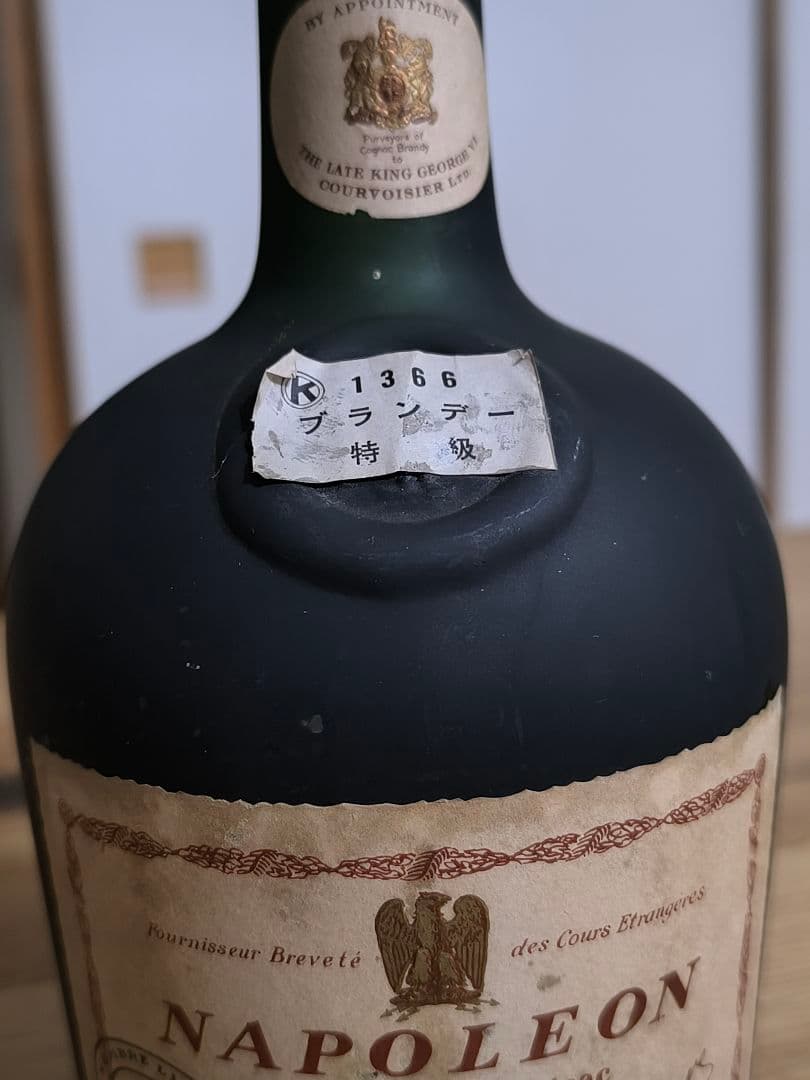 BY APPOINTMENT
Purveyors of
Cognac Brandy
to
THE LATE KING GEORGE VI
COURVOISIER LTD.
K 1366
ブランデー
特 級
Fournisseur Breveté des Cours Etrangères
NAPOLEON